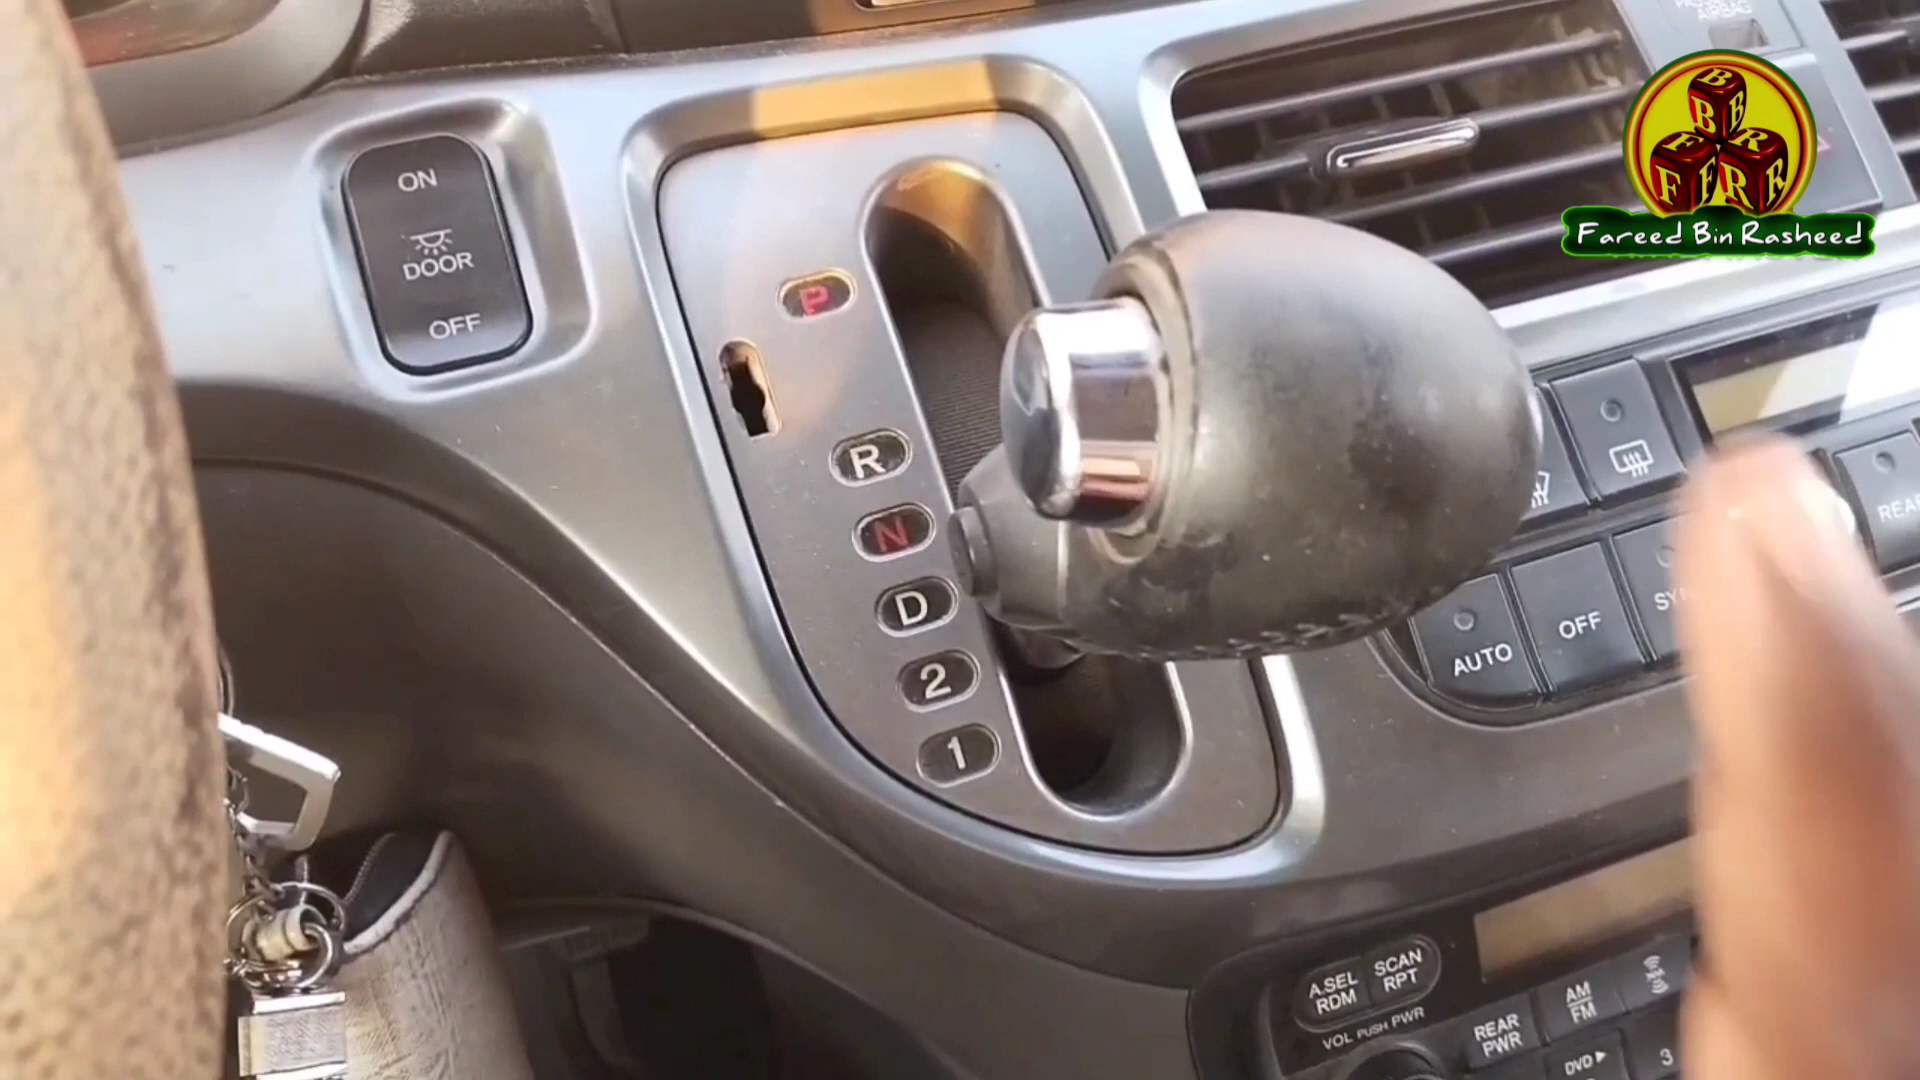 AIRBAG
B
B B
F R
F F R R
Fareed Bin Rasheed
ON
DOOR
OFF
P
R
N
D
2
1
REAR
AUTO
OFF
A.SEL
RDM
SCAN
RPT
VOL PUSH PWR
REAR
PWR
AM
FM
DVD
3